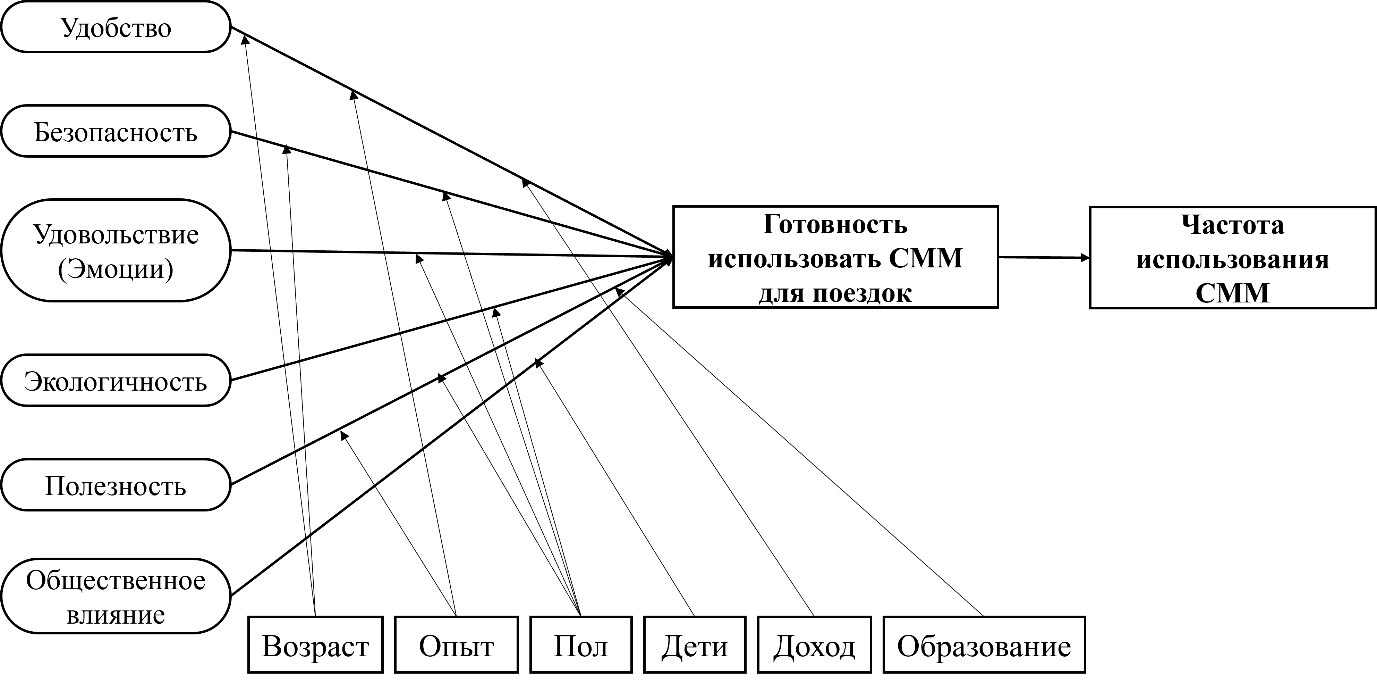 Удобство
Безопасность
Удовольствие
(Эмоции)
Экологичность
Полезность
Общественное
влияние
Готовность
использовать СММ
для поездок
Частота
использования
СММ
Возраст
Опыт
Пол
Дети
Доход
Образование